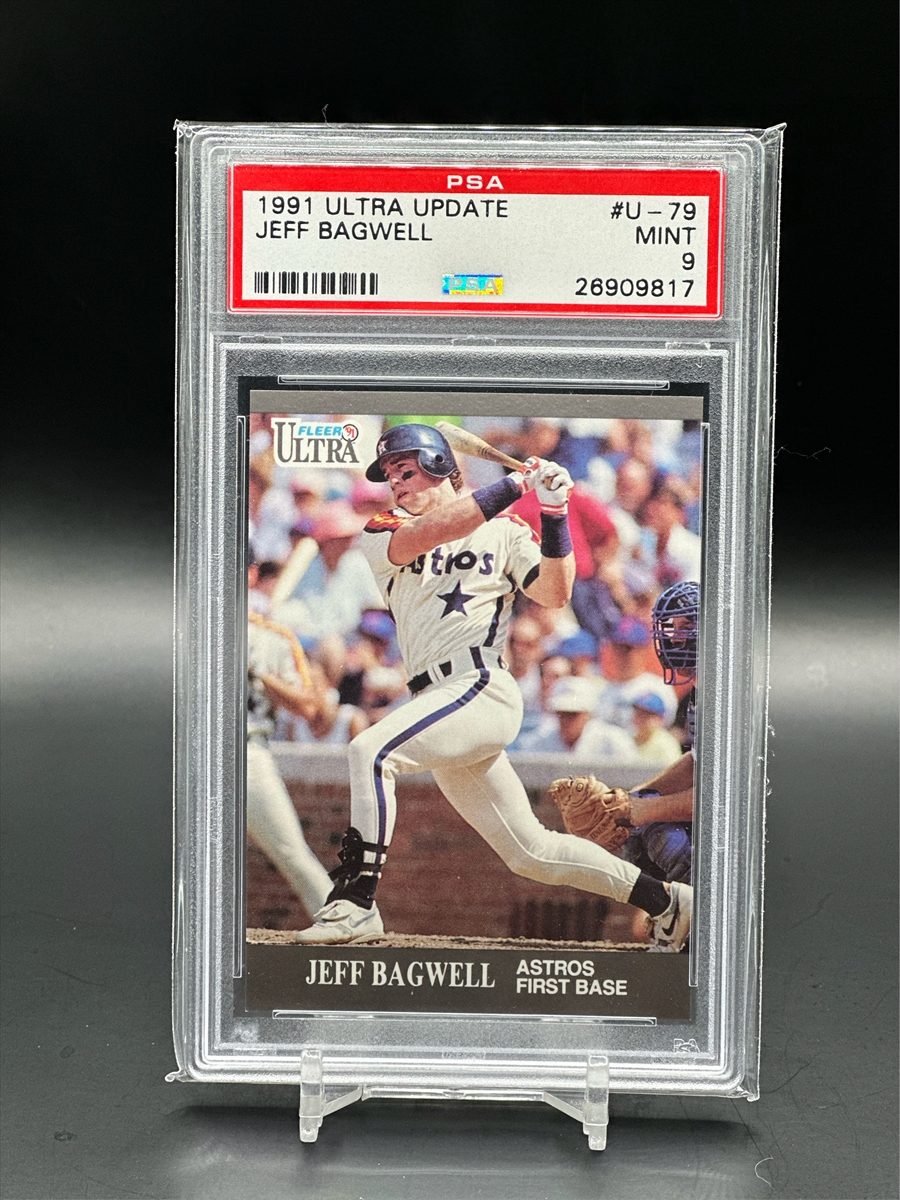 PSA
1991 ULTRA UPDATE #U-79
JEFF BAGWELL MINT
9
PSA 26909817
FLEER 91
ULTRA
Astros
JEFF BAGWELL
ASTROS
FIRST BASE